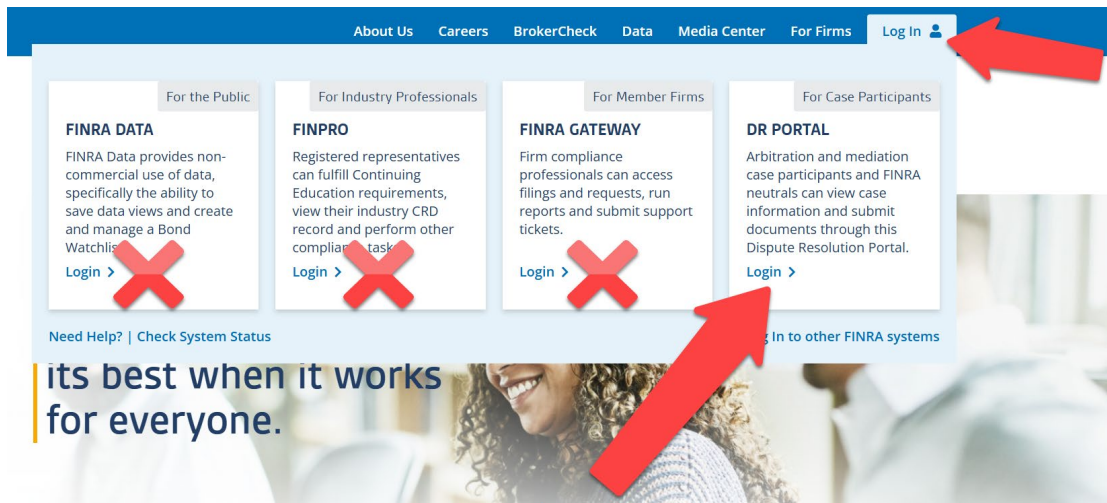 About Us Careers BrokerCheck Data Media Center For Firms Log In
For the Public
FINRA DATA
FINRA Data provides non-
commercial use of data,
specifically the ability to
save data views and create
and manage a Bond
Login >
For Industry Professionals
FINPRO
Registered representatives
can fulfill Continuing
Education requirements,
view their industry CRD
record and perform other
Login >
For Member Firms
FINRA GATEWAY
Firm compliance
professionals can access
filings and requests, run
reports and submit support
tickets.
Login >
For Case Participants
DR PORTAL
Arbitration and mediation
case participants and FINRA
neutrals can view case
information and submit
documents through this
Dispute Resolution Portal.
Login >
Need Help? | Check System Status
In to other FINRA systems
its best when it works
for everyone.